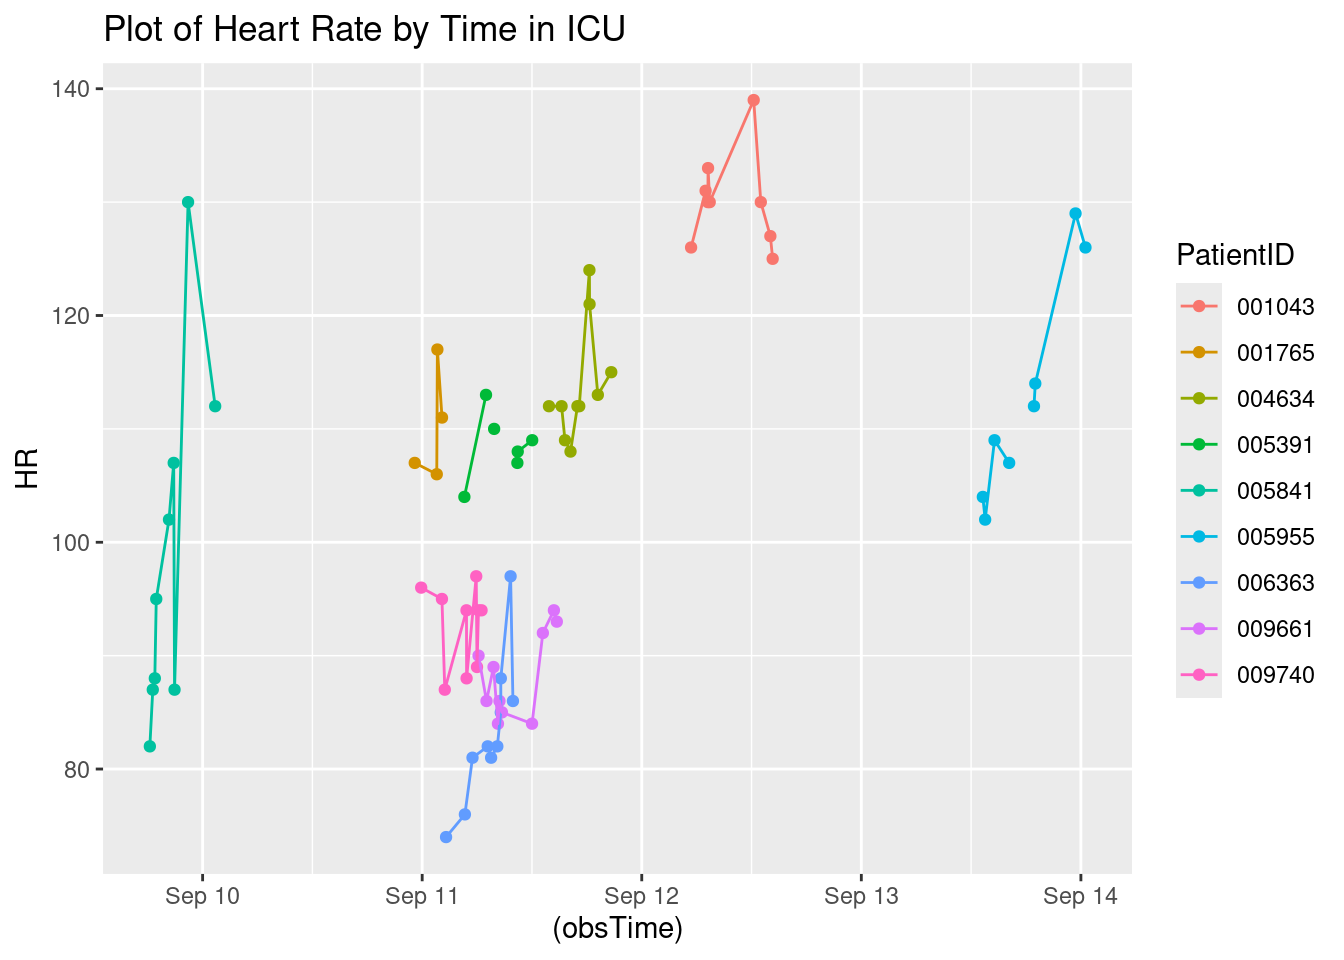 Plot of Heart Rate by Time in ICU
140
120
100
80
HR
Sep 10
Sep 11
Sep 12
Sep 13
Sep 14
(obsTime)
PatientID
001043
001765
004634
005391
005841
005955
006363
009661
009740